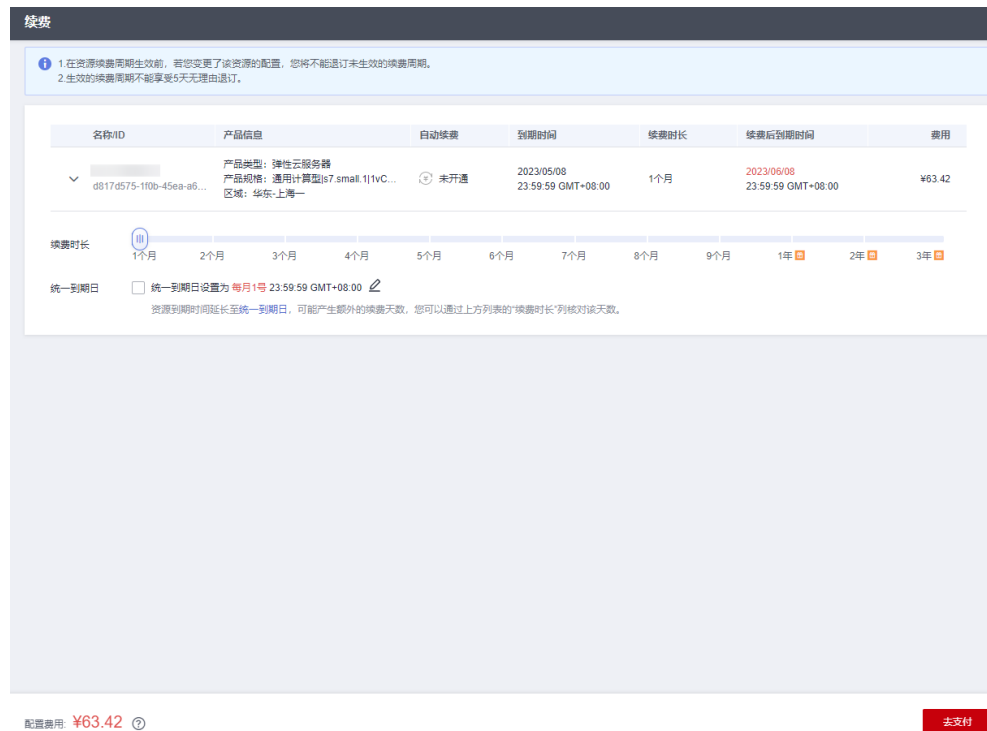 续费
1.在资源续费周期生效前，若您变更了该资源的配置，您将不能退订未生效的续费周期。
2.生效的续费周期不能享受5天无理由退订。
名称/ID 产品信息 自动续费 到期时间 续费时长 续费后到期时间 费用
产品类型：弹性云服务器
d817d575-1f0b-45ea-a6... 产品规格：通用计算型|s7.small.1|1vC... 未开通 2023/05/08 1个月 2023/06/08 ¥63.42
区域：华东-上海一 23:59:59 GMT+08:00 23:59:59 GMT+08:00
续费时长
1个月 2个月 3个月 4个月 5个月 6个月 7个月 8个月 9个月 1年 2年 3年
统一到期日 统一到期日设置为 每月1号 23:59:59 GMT+08:00
资源到期时间延长至统一到期日，可能产生额外的续费天数，您可以通过上方列表的“续费时长”列核对该天数。
配置费用: ¥63.42 ?
去支付